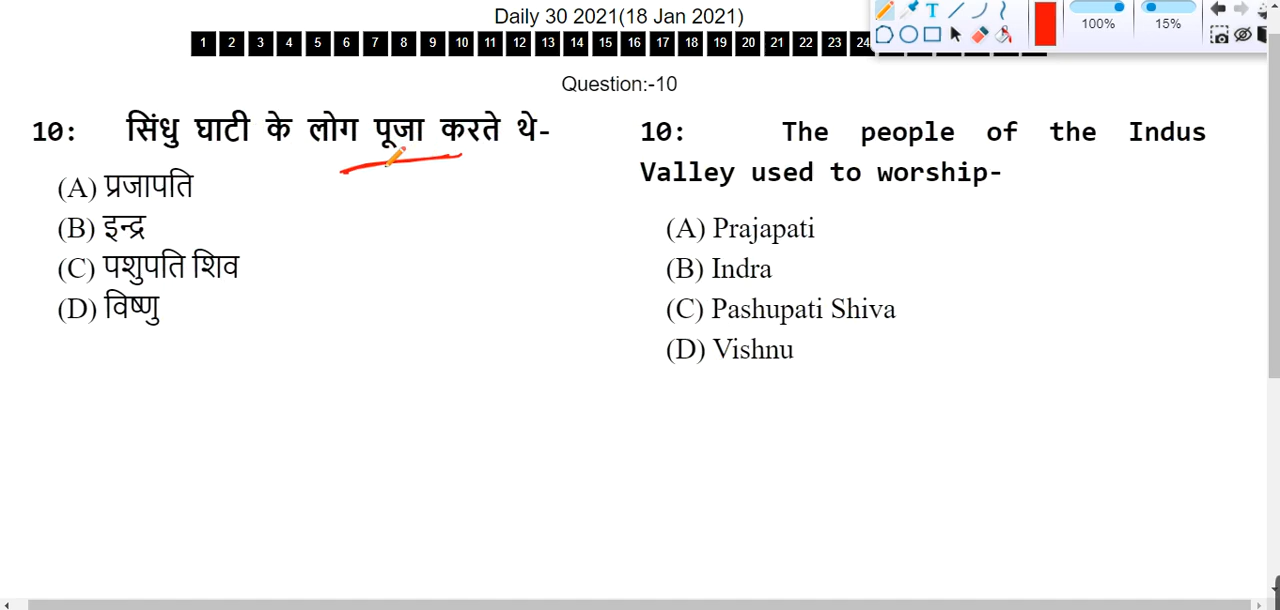 Daily 30 2021(18 Jan 2021)
1 2 3 4 5 6 7 8 9 10 11 12 13 14 15 16 17 18 19 20 21 22 23 24
T
100% 15%
Question:-10
10: सिंधु घाटी के लोग पूजा करते थे-
(A) प्रजापति
(B) इन्द्र
(C) पशुपति शिव
(D) विष्णु
10: The people of the Indus
Valley used to worship-
(A) Prajapati
(B) Indra
(C) Pashupati Shiva
(D) Vishnu